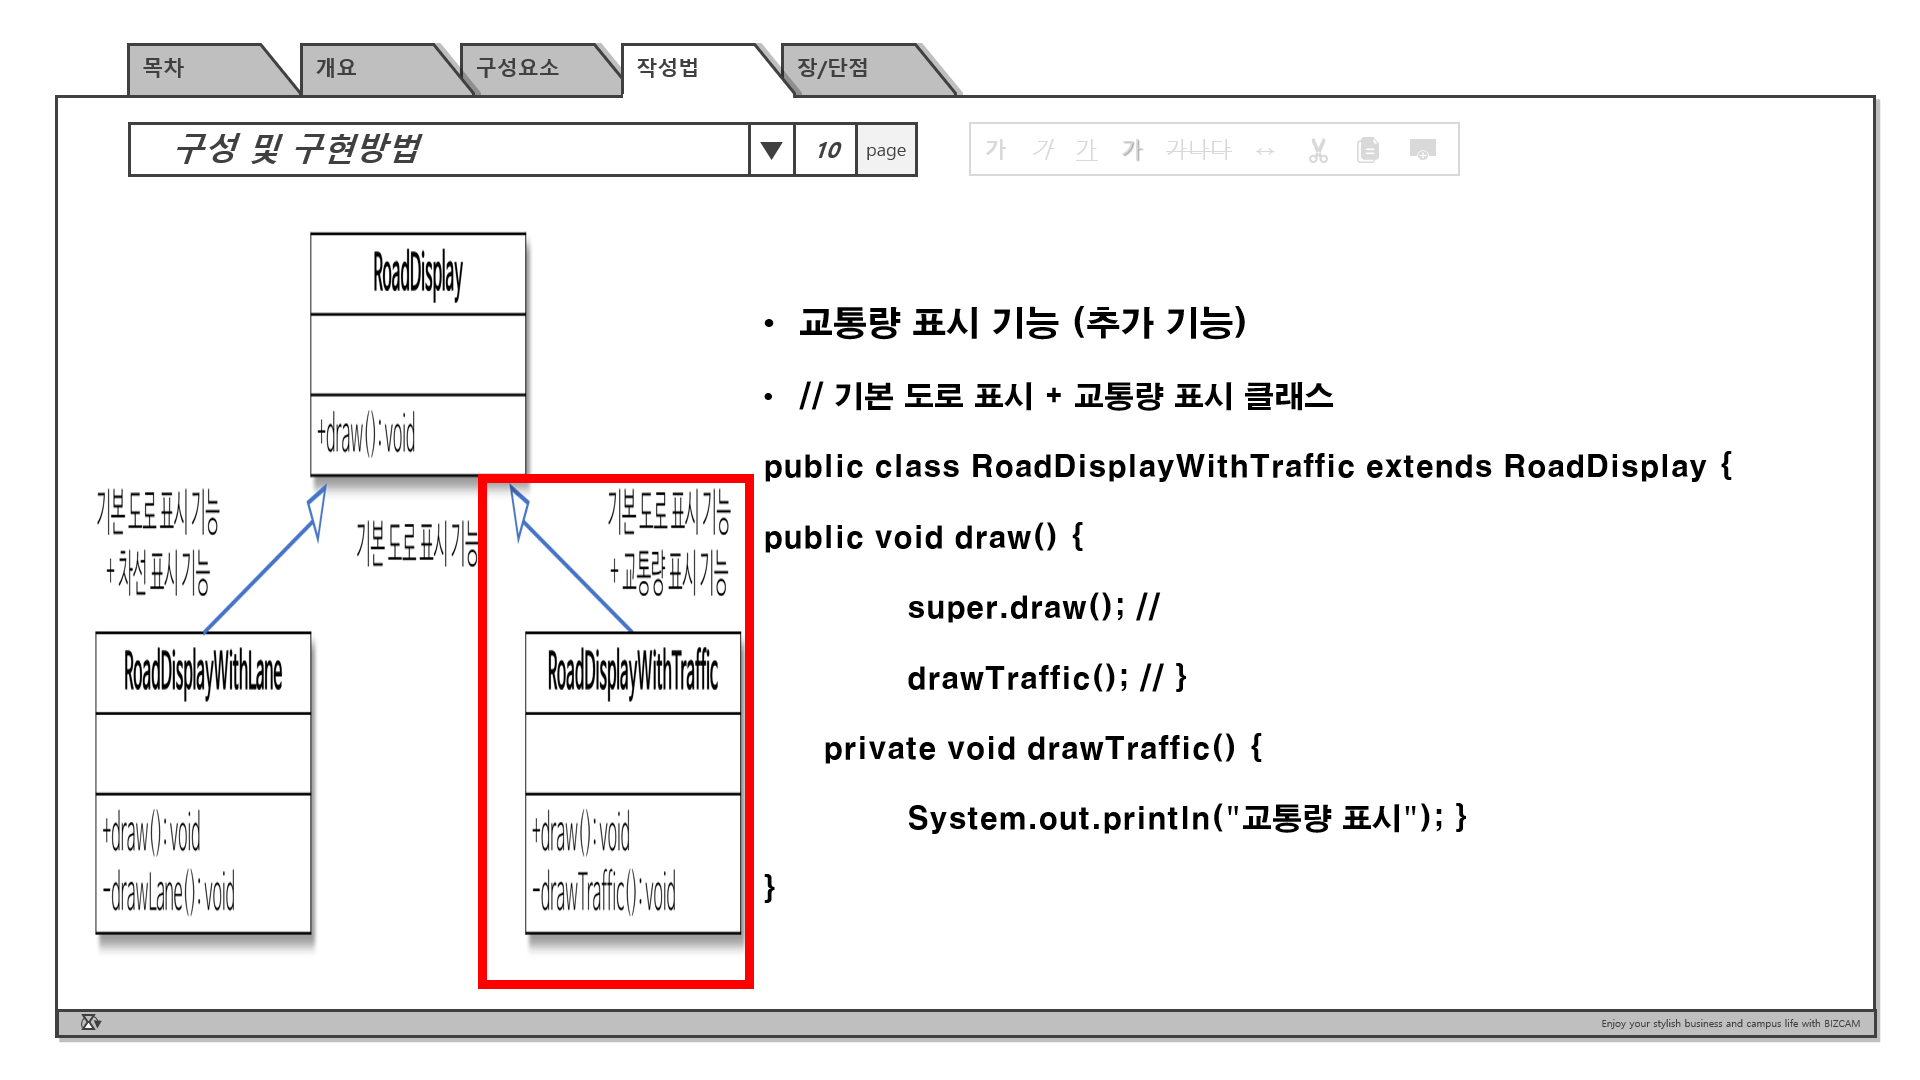 목차
개요
구성요소
작성법
장/단점
구성 및 구현방법
10
page
가 가 가 가 가나다
RoadDisplay
+draw() : void
기본 도로 표시 기능
+ 차선 표시 기능
기본 도로 표시 기능
기본 도로 표시 기능
+ 교통량 표시 기능
RoadDisplayWithLane
+draw() : void
-drawLane() : void
RoadDisplayWithTraffic
+draw() : void
-drawTraffic() : void
• 교통량 표시 기능 (추가 기능)
• // 기본 도로 표시 + 교통량 표시 클래스
public class RoadDisplayWithTraffic extends RoadDisplay {
public void draw() {
super.draw(); //
drawTraffic(); // }
private void drawTraffic() {
System.out.println("교통량 표시"); }
}
Enjoy your stylish business and campus life with BIZCAM